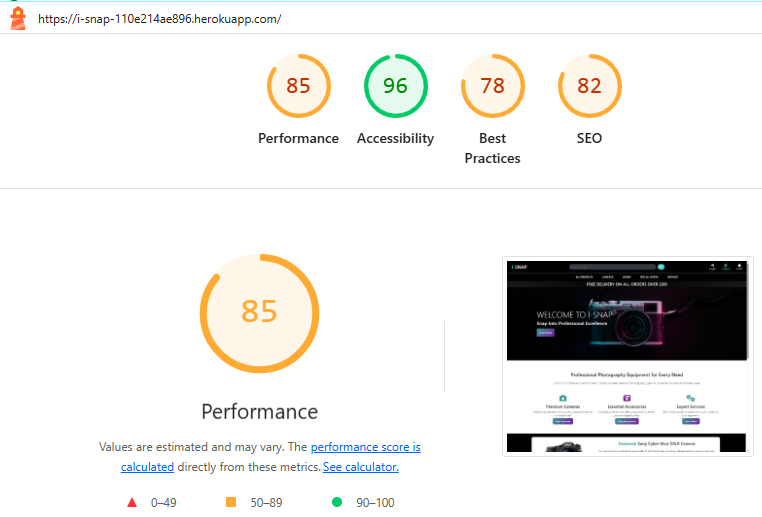 https://i-snap-110e214ae896.herokuapp.com/
85
96
78
82
Performance
Accessibility
Best
Practices
SEO
85
Performance
Values are estimated and may vary. The performance score is
calculated directly from these metrics. See calculator.
0–49
50–89
90–100
I-SNAP
ALL PRODUCTS
FREE DELIVERY ON ALL ORDERS OVER £50!
WELCOME TO I-SNAP
Snap Into Professional Excellence
Professional Photography Equipment for Every Need
Premium Cameras
Essential Accessories
Expert Services
Featured: Sony Cyber-Shot DSLR Camera